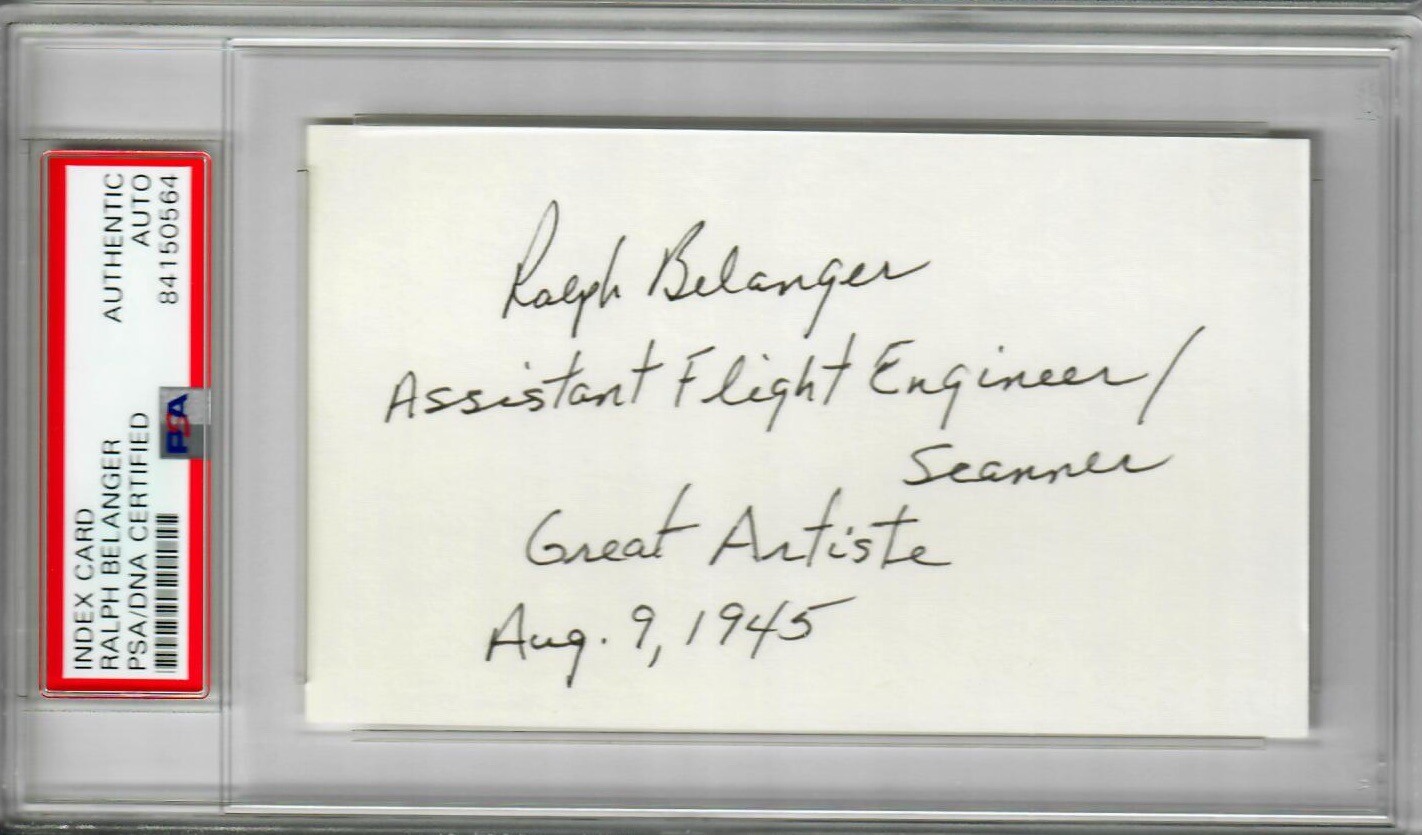 INDEX CARD
RALPH BELANGER
PSA/DNA CERTIFIED
AUTHENTIC
AUTO
84150564
PSA
Ralph Belanger
Assistant Flight Engineer/
Scanner
Great Artiste
Aug. 9, 1945